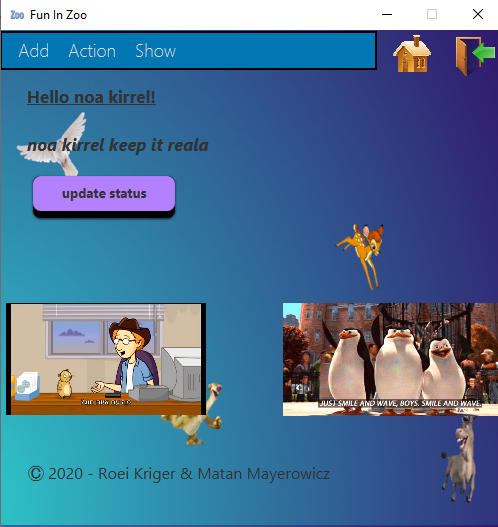 Zoo Fun In Zoo
Add Action Show
Hello noa kirrel!
noa kirrel keep it reala
update status
JUST SMILE AND WAVE, BOYS. SMILE AND WAVE.
© 2020 - Roei Kriger & Matan Mayerowicz